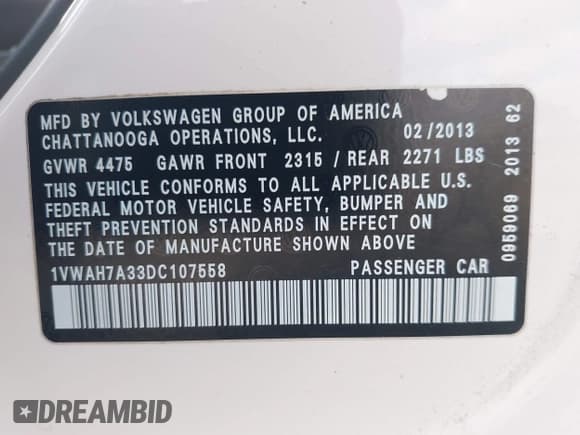 MFD BY VOLKSWAGEN GROUP OF AMERICA
CHATTANOOGA OPERATIONS, LLC. 02/2013
GVWR 4475 GAWR FRONT 2315 / REAR 2271 LBS
THIS VEHICLE CONFORMS TO ALL APPLICABLE U.S.
FEDERAL MOTOR VEHICLE SAFETY, BUMPER AND
THEFT PREVENTION STANDARDS IN EFFECT ON
THE DATE OF MANUFACTURE SHOWN ABOVE
1VWAH7A33DC107558 PASSENGER CAR
0959069 2013 62
DREAMBID